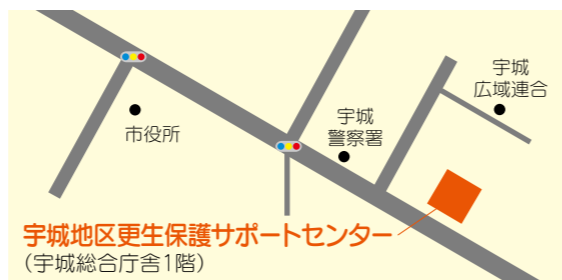 宇城
広域連合
宇城
警察署
市役所
宇城地区更生保護サポートセンター
(宇城総合庁舎1階)